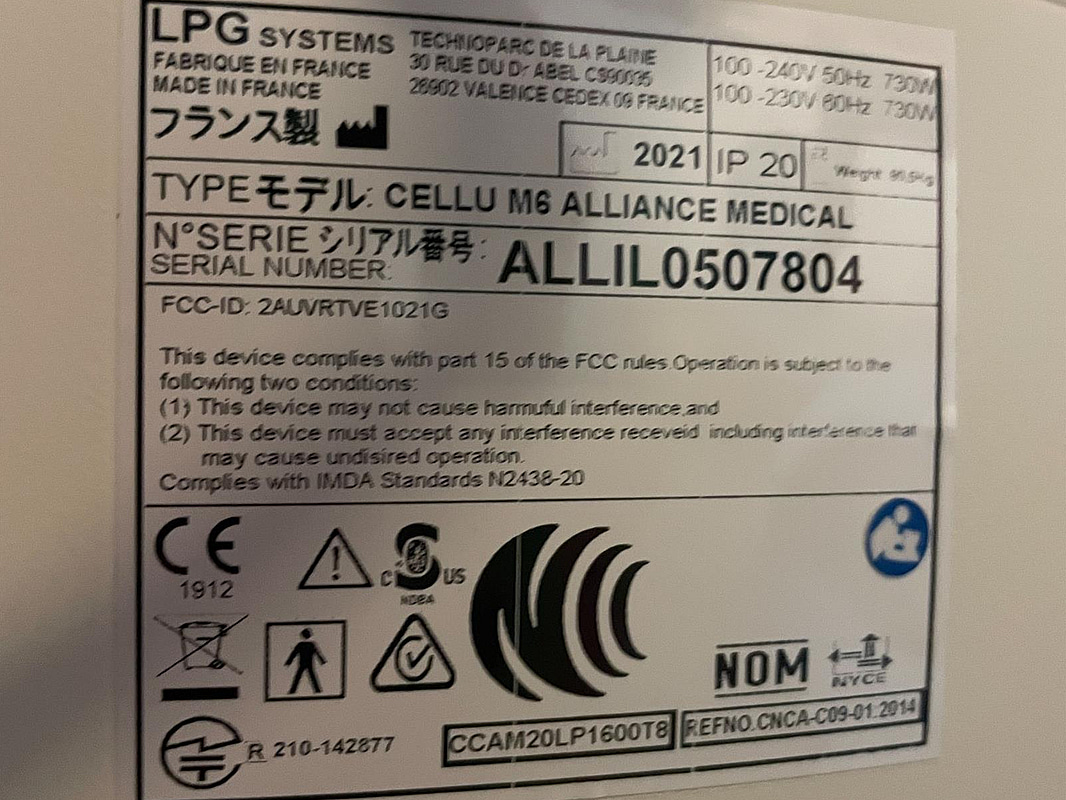 LPG SYSTEMS
FABRIQUE EN FRANCE
MADE IN FRANCE
フランス製
TECHNOPARC DE LA PLAINE
30 RUE DU Dr ABEL CS90035
26902 VALENCE CEDEX 09 FRANCE
100 -240V 50Hz 730W
100 -230V 60Hz 730W
2021
IP 20
Weight
TYPEモデル: CELLU M6 ALLIANCE MEDICAL
N°SERIE シリアル番号:
SERIAL NUMBER:
ALLIL0507804
FCC-ID: 2AUVRTVE1021G
This device complies with part 15 of the FCC rules.Operation is subject to the
following two conditions:
(1) This device may not cause harmuful interference,and
(2) This device must accept any interference receveid including interference that
may cause undisired operation.
Complies with IMDA Standards N2438-20
CE
1912
C US
NOM
NYCE
R 210-142877
CCAM20LP1600T8
REFNO.CNCA-C09-01:2014